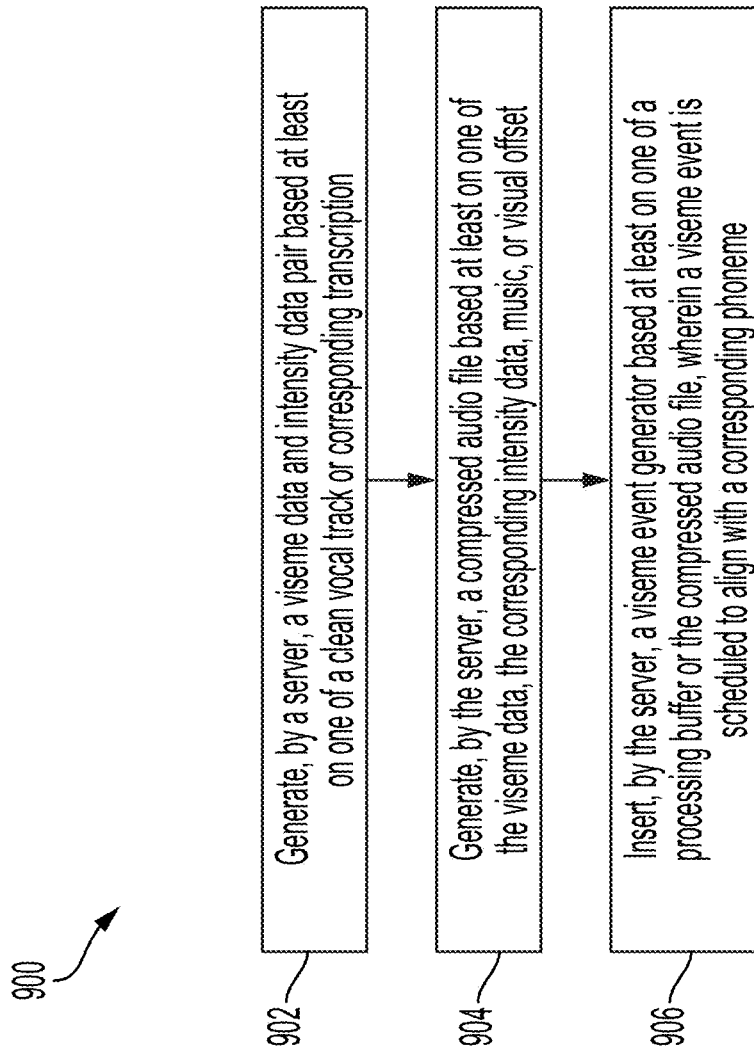 900
902
Generate, by a server, a viseme data and intensity data pair based at least
on one of a clean vocal track or corresponding transcription
904
Generate, by the server, a compressed audio file based at least on one of
the viseme data, the corresponding intensity data, music, or visual offset
906
Insert, by the server, a viseme event generator based at least on one of a
processing buffer or the compressed audio file, wherein a viseme event is
scheduled to align with a corresponding phoneme